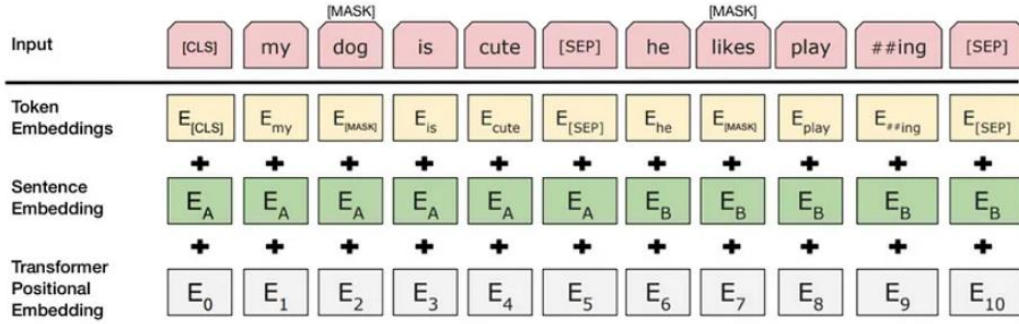 [MASK] [MASK]
Input [CLS] my dog is cute [SEP] he likes play ##ing [SEP]
Token
Embeddings
E[CLS] Emy E[MASK] Eis Ecute E[SEP] Ehe E[MASK] Eplay E##ing E[SEP]
+ + + + + + + + + + +
Sentence
Embedding
EA EA EA EA EA EA EB EB EB EB EB
+ + + + + + + + + + +
Transformer
Positional
Embedding
E0 E1 E2 E3 E4 E5 E6 E7 E8 E9 E10